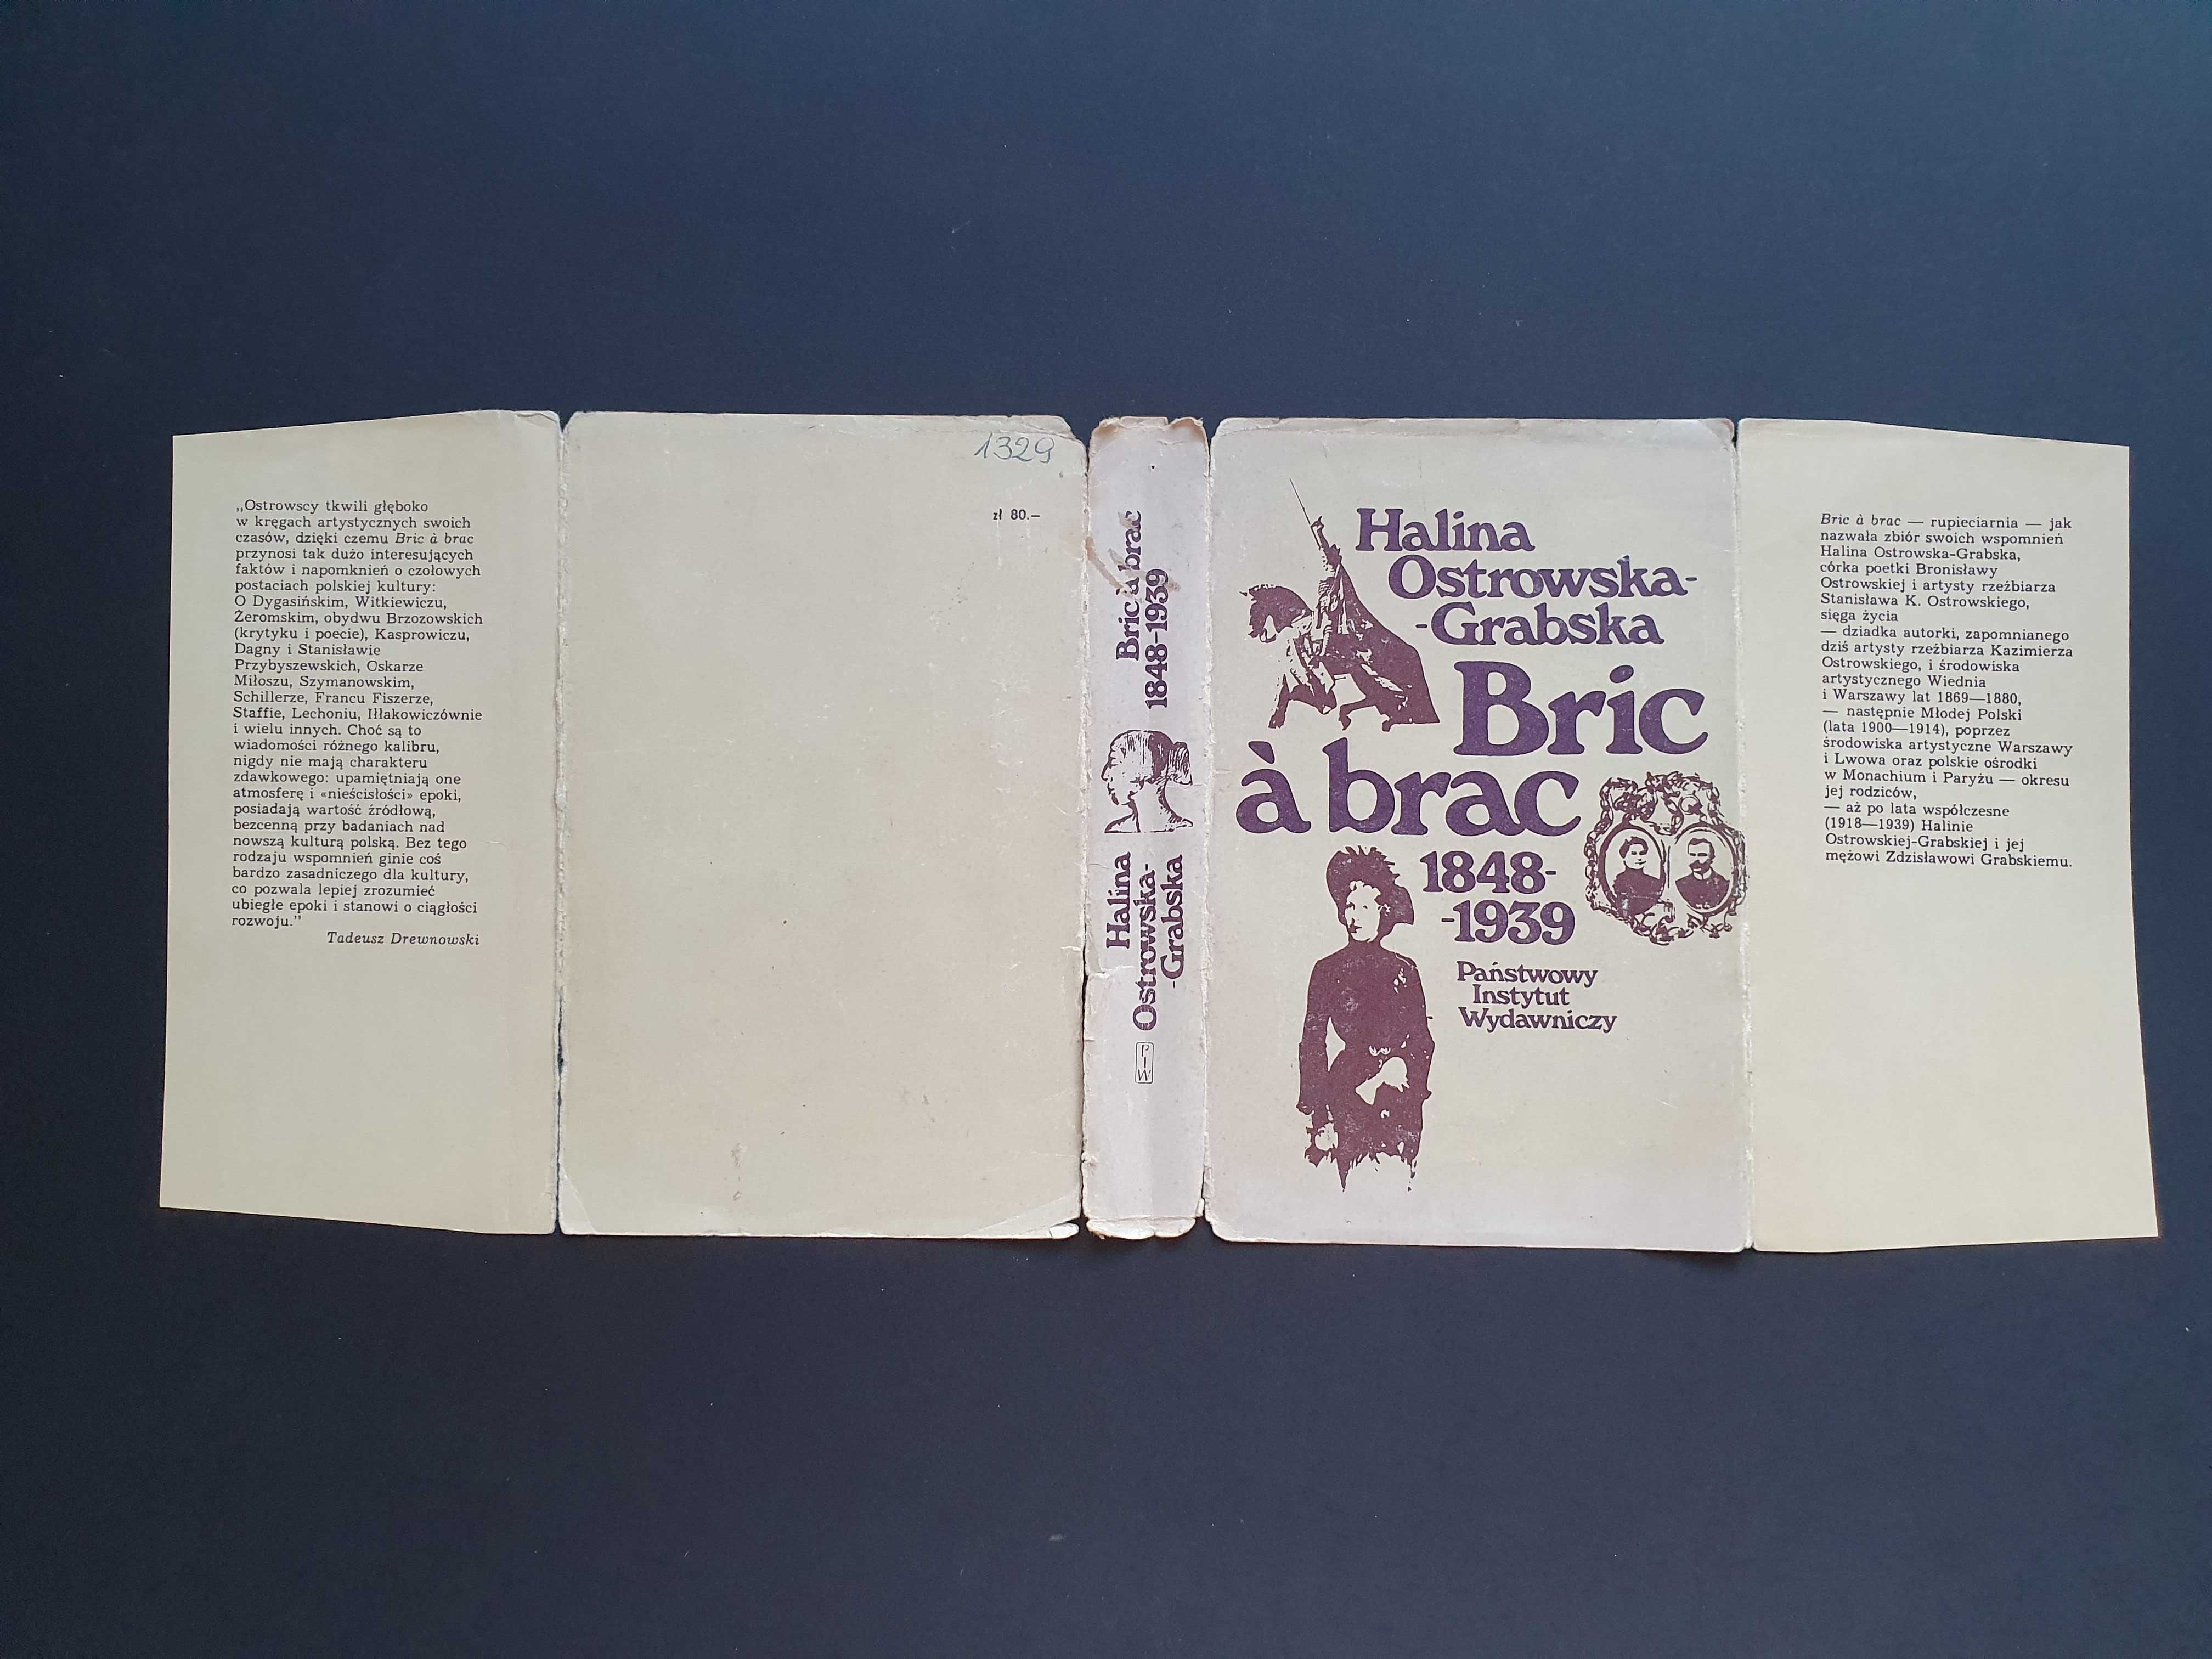 „Ostrowscy tkwili głęboko
w kręgach artystycznych swoich
czasów, dzięki czemu Bric à brac
przynosi tak dużo interesujących
faktów i napomknień o czołowych
postaciach polskiej kultury:
O Dygasińskim, Witkiewiczu,
Żeromskim, obydwu Brzozowskich
(krytyku i poecie), Kasprowiczu,
Dagny i Stanisławie
Przybyszewskich, Oskarze
Miłoszu, Szymanowskim,
Schillerze, Francu Fiszerze,
Staffie, Lechoniu, Iłłakowiczównie
i wielu innych. Choć są to
wiadomości różnego kalibru,
nigdy nie mają charakteru
zdawkowego: upamiętniają one
atmosferę i «nieścisłości» epoki,
posiadają wartość źródłową,
bezcenną przy badaniach nad
nowszą kulturą polską. Bez tego
rodzaju wspomnień ginie coś
bardzo zasadniczego dla kultury,
co pozwala lepiej zrozumieć
ubiegłe epoki i stanowi o ciągłości
rozwoju.”
Tadeusz Drewnowski
1329
zł 80.—
Halina
Ostrowska-
-Grabska
Bric à brac
1848-1939
PIW
Halina
Ostrowska-
-Grabska
Bric
à brac
1848-
-1939
Państwowy
Instytut
Wydawniczy
Bric à brac — rupieciarnia — jak
nazwała zbiór swoich wspomnień
Halina Ostrowska-Grabska,
córka poetki Bronisławy
Ostrowskiej i artysty rzeźbiarza
Stanisława K. Ostrowskiego,
sięga życia
— dziadka autorki, zapomnianego
dziś artysty rzeźbiarza Kazimierza
Ostrowskiego, i środowiska
artystycznego Wiednia
i Warszawy lat 1869—1880,
— następnie Młodej Polski
(lata 1900—1914), poprzez
środowiska artystyczne Warszawy
i Lwowa oraz polskie ośrodki
w Monachium i Paryżu — okresu
jej rodziców,
— aż po lata współczesne
(1918—1939) Halinie
Ostrowskiej-Grabskiej i jej
mężowi Zdzisławowi Grabskiemu.